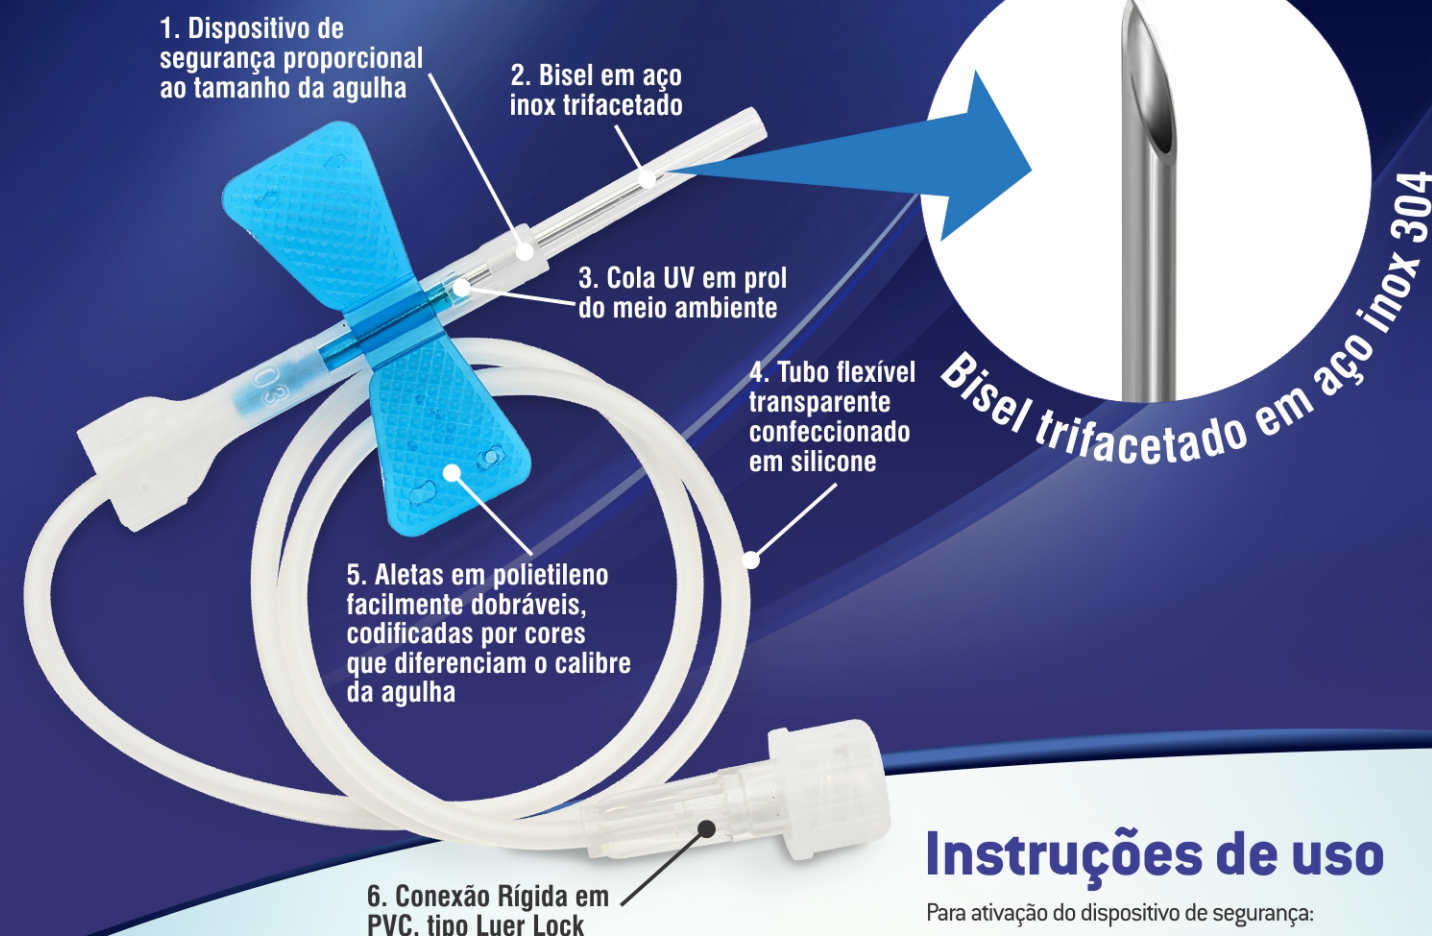 1. Dispositivo de
segurança proporcional
ao tamanho da agulha
2. Bisel em aço
inox trifacetado
3. Cola UV em prol
do meio ambiente
4. Tubo flexível
transparente
confeccionado
em silicone
Bisel trifacetado em aço inox 304
03
5. Aletas em polietileno
facilmente dobráveis,
codificadas por cores
que diferenciam o calibre
da agulha
6. Conexão Rígida em
PVC, tipo Luer Lock
Instruções de uso
Para ativação do dispositivo de segurança: